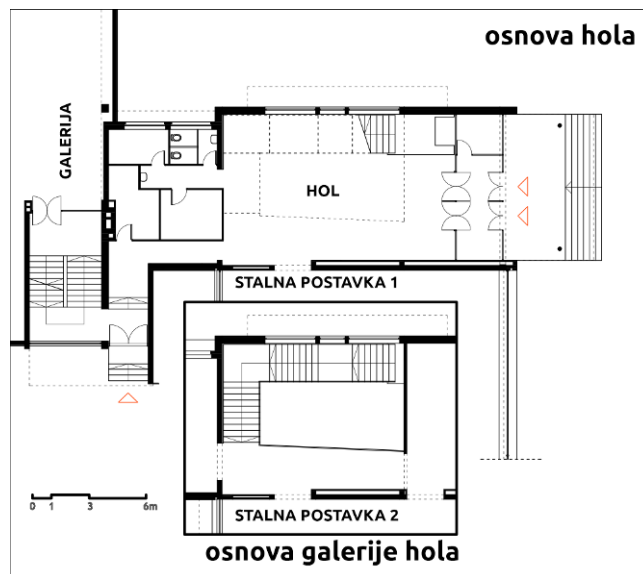 osnova hola
GALERIJA
HOL
STALNA POSTAVKA 1
0 1 3 6m
STALNA POSTAVKA 2
osnova galerije hola